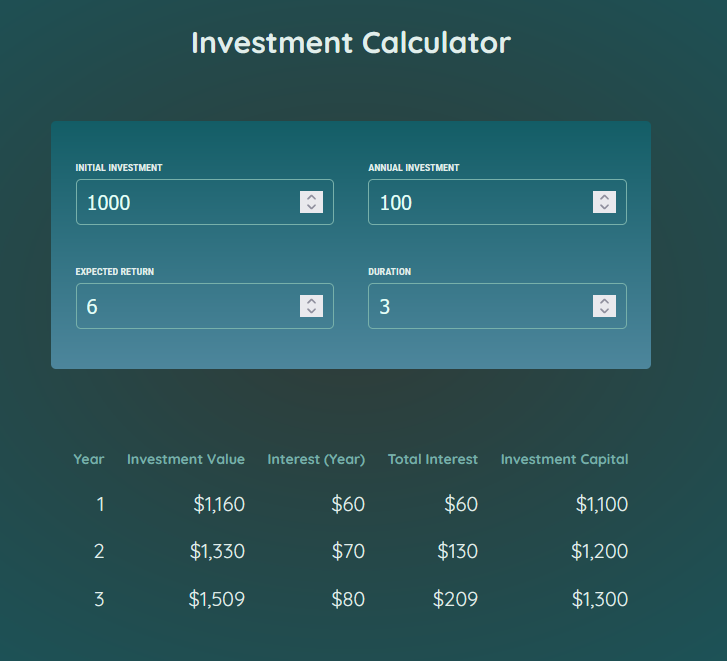 Investment Calculator
INITIAL INVESTMENT ANNUAL INVESTMENT
1000 100
EXPECTED RETURN DURATION
6 3
Year Investment Value Interest (Year) Total Interest Investment Capital
1 $1,160 $60 $60 $1,100
2 $1,330 $70 $130 $1,200
3 $1,509 $80 $209 $1,300